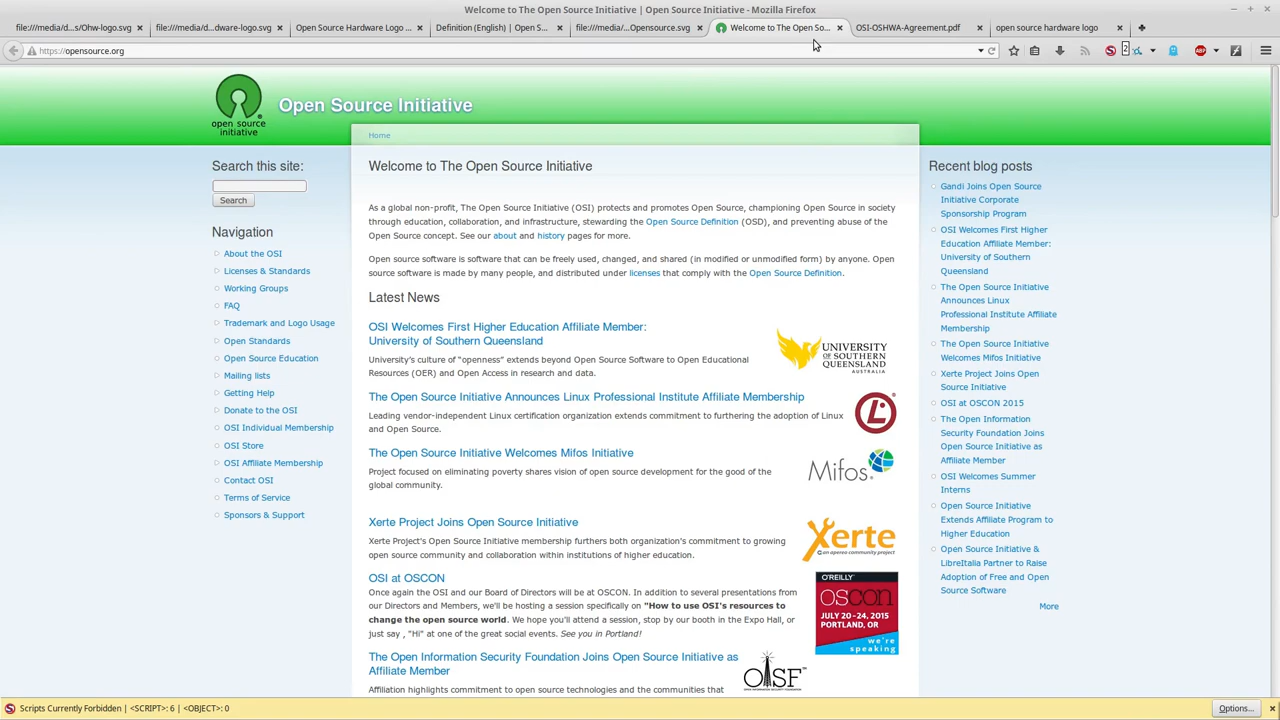 Welcome to The Open Source Initiative | Open Source Initiative - Mozilla Firefox
file:///media/d...s/Ohw-logo.svg
file:///media/d...dware-logo.svg
Open Source Hardware Logo ...
Definition (English) | Open S...
file:///media/...Opensource.svg
Welcome to The Open So...
OSI-OSHWA-Agreement.pdf
open source hardware logo
https://opensource.org
2
ABP
open source
initiative
Open Source Initiative
Home
Search this site:
Search
Navigation
About the OSI
Licenses & Standards
Working Groups
FAQ
Trademark and Logo Usage
Open Standards
Open Source Education
Mailing lists
Getting Help
Donate to the OSI
OSI Individual Membership
OSI Store
OSI Affiliate Membership
Contact OSI
Terms of Service
Sponsors & Support
Welcome to The Open Source Initiative
As a global non-profit, The Open Source Initiative (OSI) protects and promotes Open Source, championing Open Source in society
through education, collaboration, and infrastructure, stewarding the Open Source Definition (OSD), and preventing abuse of the
Open Source concept. See our about and history pages for more.
Open source software is software that can be freely used, changed, and shared (in modified or unmodified form) by anyone. Open
source software is made by many people, and distributed under licenses that comply with the Open Source Definition.
Latest News
OSI Welcomes First Higher Education Affiliate Member:
University of Southern Queensland
University's culture of "openness" extends beyond Open Source Software to Open Educational
Resources (OER) and Open Access in research and data.
UNIVERSITY
OF SOUTHERN
QUEENSLAND
AUSTRALIA
The Open Source Initiative Announces Linux Professional Institute Affiliate Membership
Leading vendor-independent Linux certification organization extends commitment to furthering the adoption of Linux
and Open Source.
L
The Open Source Initiative Welcomes Mifos Initiative
Project focused on eliminating poverty shares vision of open source development for the good of the
global community.
Mifos
Xerte Project Joins Open Source Initiative
Xerte Project's Open Source Initiative membership furthers both organization's commitment to growing
open source community and collaboration within institutions of higher education.
Xerte
an apereo community project
OSI at OSCON
Once again the OSI and our Board of Directors will be at OSCON. In addition to several presentations from
our Directors and Members, we'll be hosting a session specifically on "How to use OSI's resources to
change the open source world. We hope you'll attend a session, stop by our booth in the Expo Hall, or
just say , "Hi" at one of the great social events. See you in Portland!
O'REILLY
OSCON
JULY 20-24, 2015
PORTLAND, OR
we're
speaking
The Open Information Security Foundation Joins Open Source Initiative as
Affiliate Member
Affiliation highlights commitment to open source technologies and the communities that
OISF
OPEN INFORMATION SECURITY FOUNDATION
Recent blog posts
Gandi Joins Open Source
Initiative Corporate
Sponsorship Program
OSI Welcomes First Higher
Education Affiliate Member:
University of Southern
Queensland
The Open Source Initiative
Announces Linux
Professional Institute Affiliate
Membership
The Open Source Initiative
Welcomes Mifos Initiative
Xerte Project Joins Open
Source Initiative
OSI at OSCON 2015
The Open Information
Security Foundation Joins
Open Source Initiative as
Affiliate Member
OSI Welcomes Summer
Interns
Open Source Initiative
Extends Affiliate Program to
Higher Education
Open Source Initiative &
LibreItalia Partner to Raise
Adoption of Free and Open
Source Software
More
Scripts Currently Forbidden | <SCRIPT>: 6 | <OBJECT>: 0
Options...